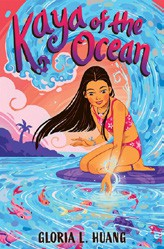 Kaya of the
Ocean
GLORIA L. HUANG